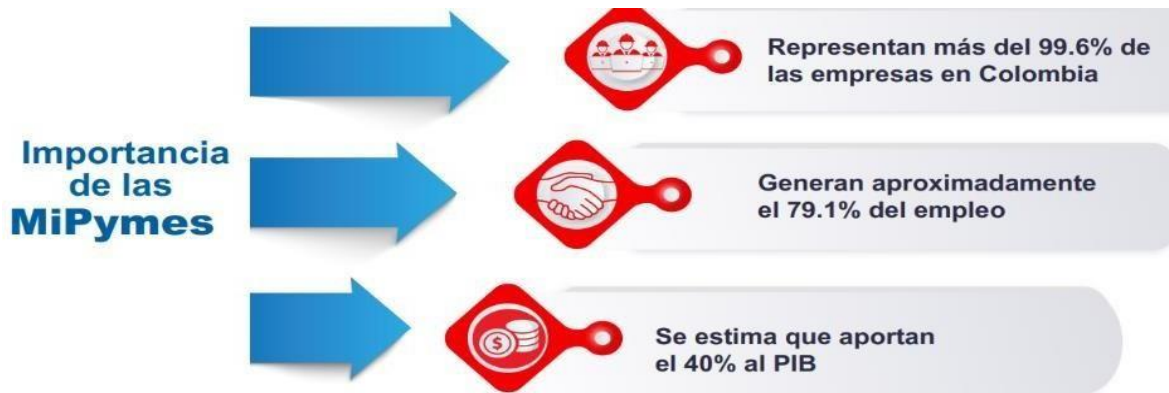 Importancia
de las
MiPymes
Representan más del 99.6% de
las empresas en Colombia
Generan aproximadamente
el 79.1% del empleo
$
Se estima que aportan
el 40% al PIB